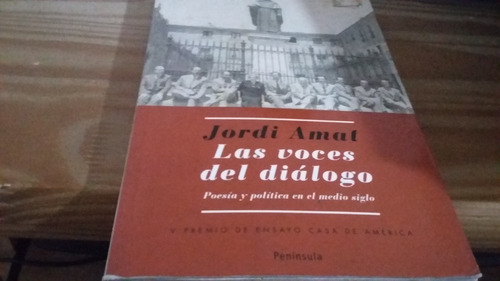 Jordi Amat
Las voces
del diálogo
Poesía y política en el medio siglo
V PREMIO DE ENSAYO CASA DE AMÉRICA
Península